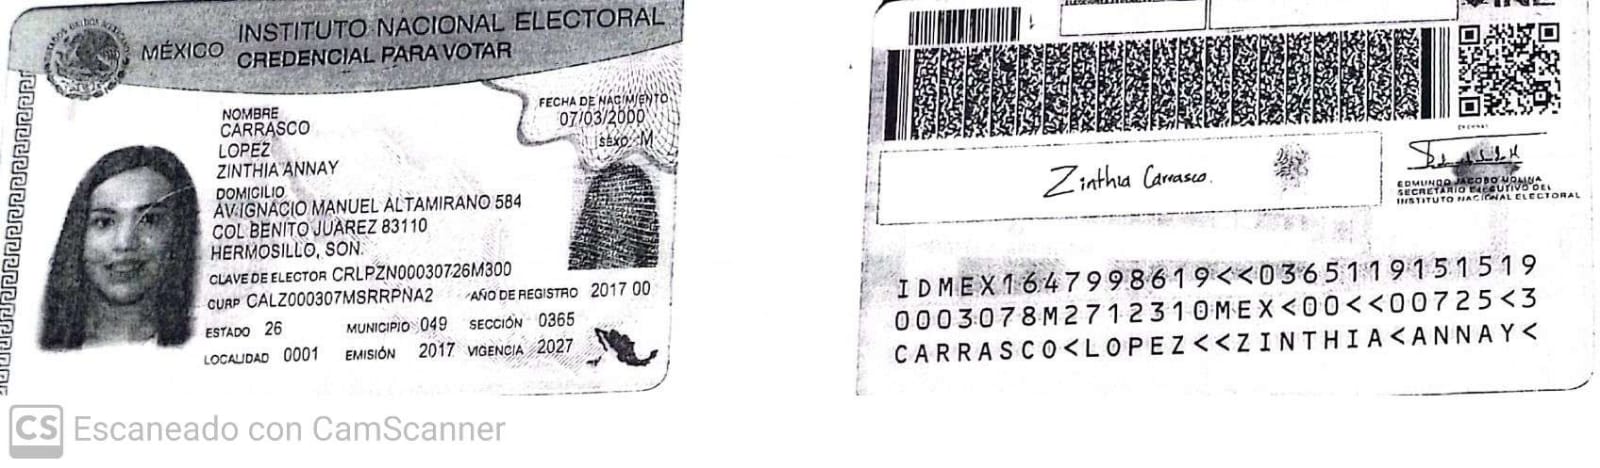 INSTITUTO NACIONAL ELECTORAL
MÉXICO CREDENCIAL PARA VOTAR
NOMBRE
CARRASCO
LOPEZ
ZINTHIA ANNAY
FECHA DE NACIMIENTO
07/03/2000
SEXO M
DOMICILIO
AV IGNACIO MANUEL ALTAMIRANO 584
COL BENITO JUAREZ 83110
HERMOSILLO, SON.
CLAVE DE ELECTOR CRLPZN00030726M300
CURP CALZ000307MSRRPNA2 AÑO DE REGISTRO 2017 00
ESTADO 26 MUNICIPIO 049 SECCIÓN 0365
LOCALIDAD 0001 EMISIÓN 2017 VIGENCIA 2027
Zinthia Carrasco.
EDMUNDO JACOBO MOLINA
SECRETARIO EJECUTIVO DEL
INSTITUTO NACIONAL ELECTORAL
IDMEX1647998619<<0365119151519
0003078M2712310MEX<00<<00725<3
CARRASCO<LOPEZ<<ZINTHIA<ANNAY<
CS Escaneado con CamScanner